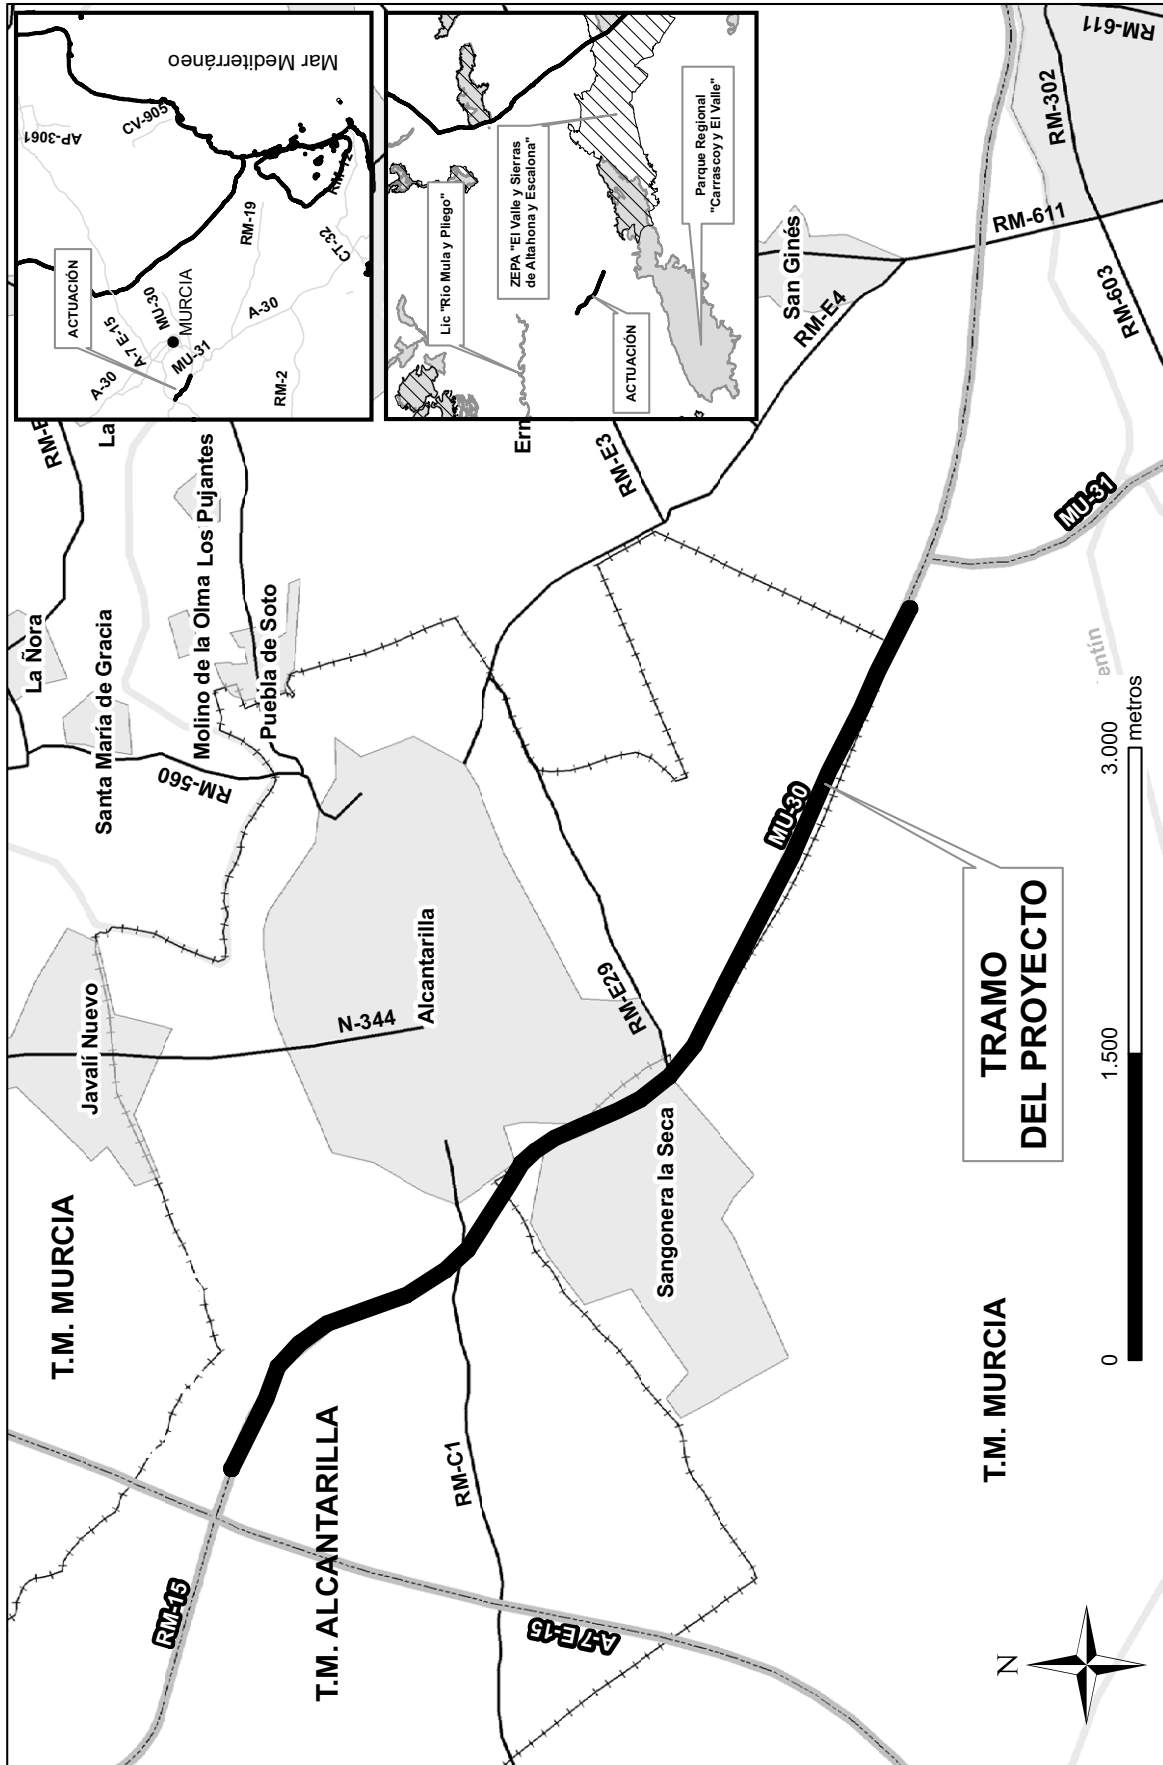 Mar Mediterráneo
AP-3061
CV-905
RM-19
RM-12
CT-32
ACTUACIÓN
A-7 E-15
MU-30
MURCIA
A-30
MU-31
A-30
RM-2
Lic "Rio Mula y Pliego"
ZEPA "El Valle y Sierras
de Altahona y Escalona"
Parque Regional
"Carrascoy y El Valle"
ACTUACIÓN
RM-611
RM-302
RM-611
RM-603
San Ginés
RM-E4
RM-E3
MU-31
La
Los Pujantes
La Ñora
Santa María de Gracia
Molino de la Olma
Puebla de Soto
RM-560
Javalí Nuevo
N-344
Alcantarilla
RM-E29
MU-30
TRAMO
DEL PROYECTO
Sangonera la Seca
T.M. MURCIA
T.M. ALCANTARILLA
RM-C1
RM-15
A-7 E-15
T.M. MURCIA
0
1.500
3.000
metros
N